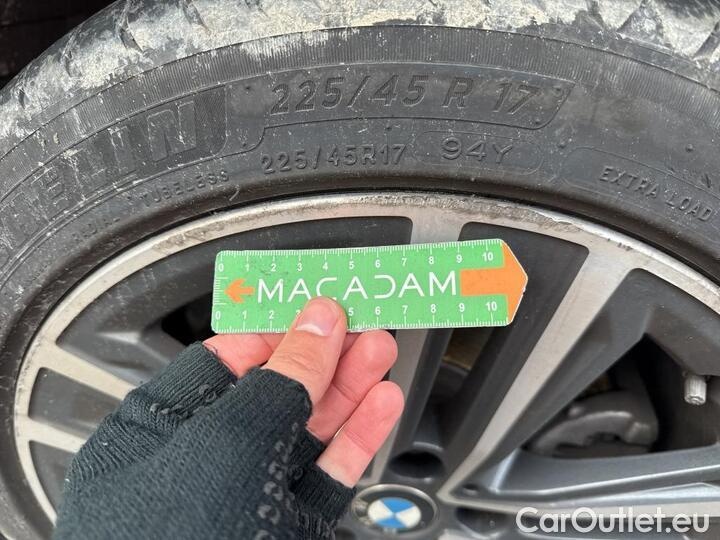 225/45 R 17
225/45R17 94Y
EXTRA LOAD
TUBELESS
0 1 2 3 4 5 6 7 8 9 10
MACADAM
0 1 2 3 5 6 7 8 9 10
CarOutlet.eu